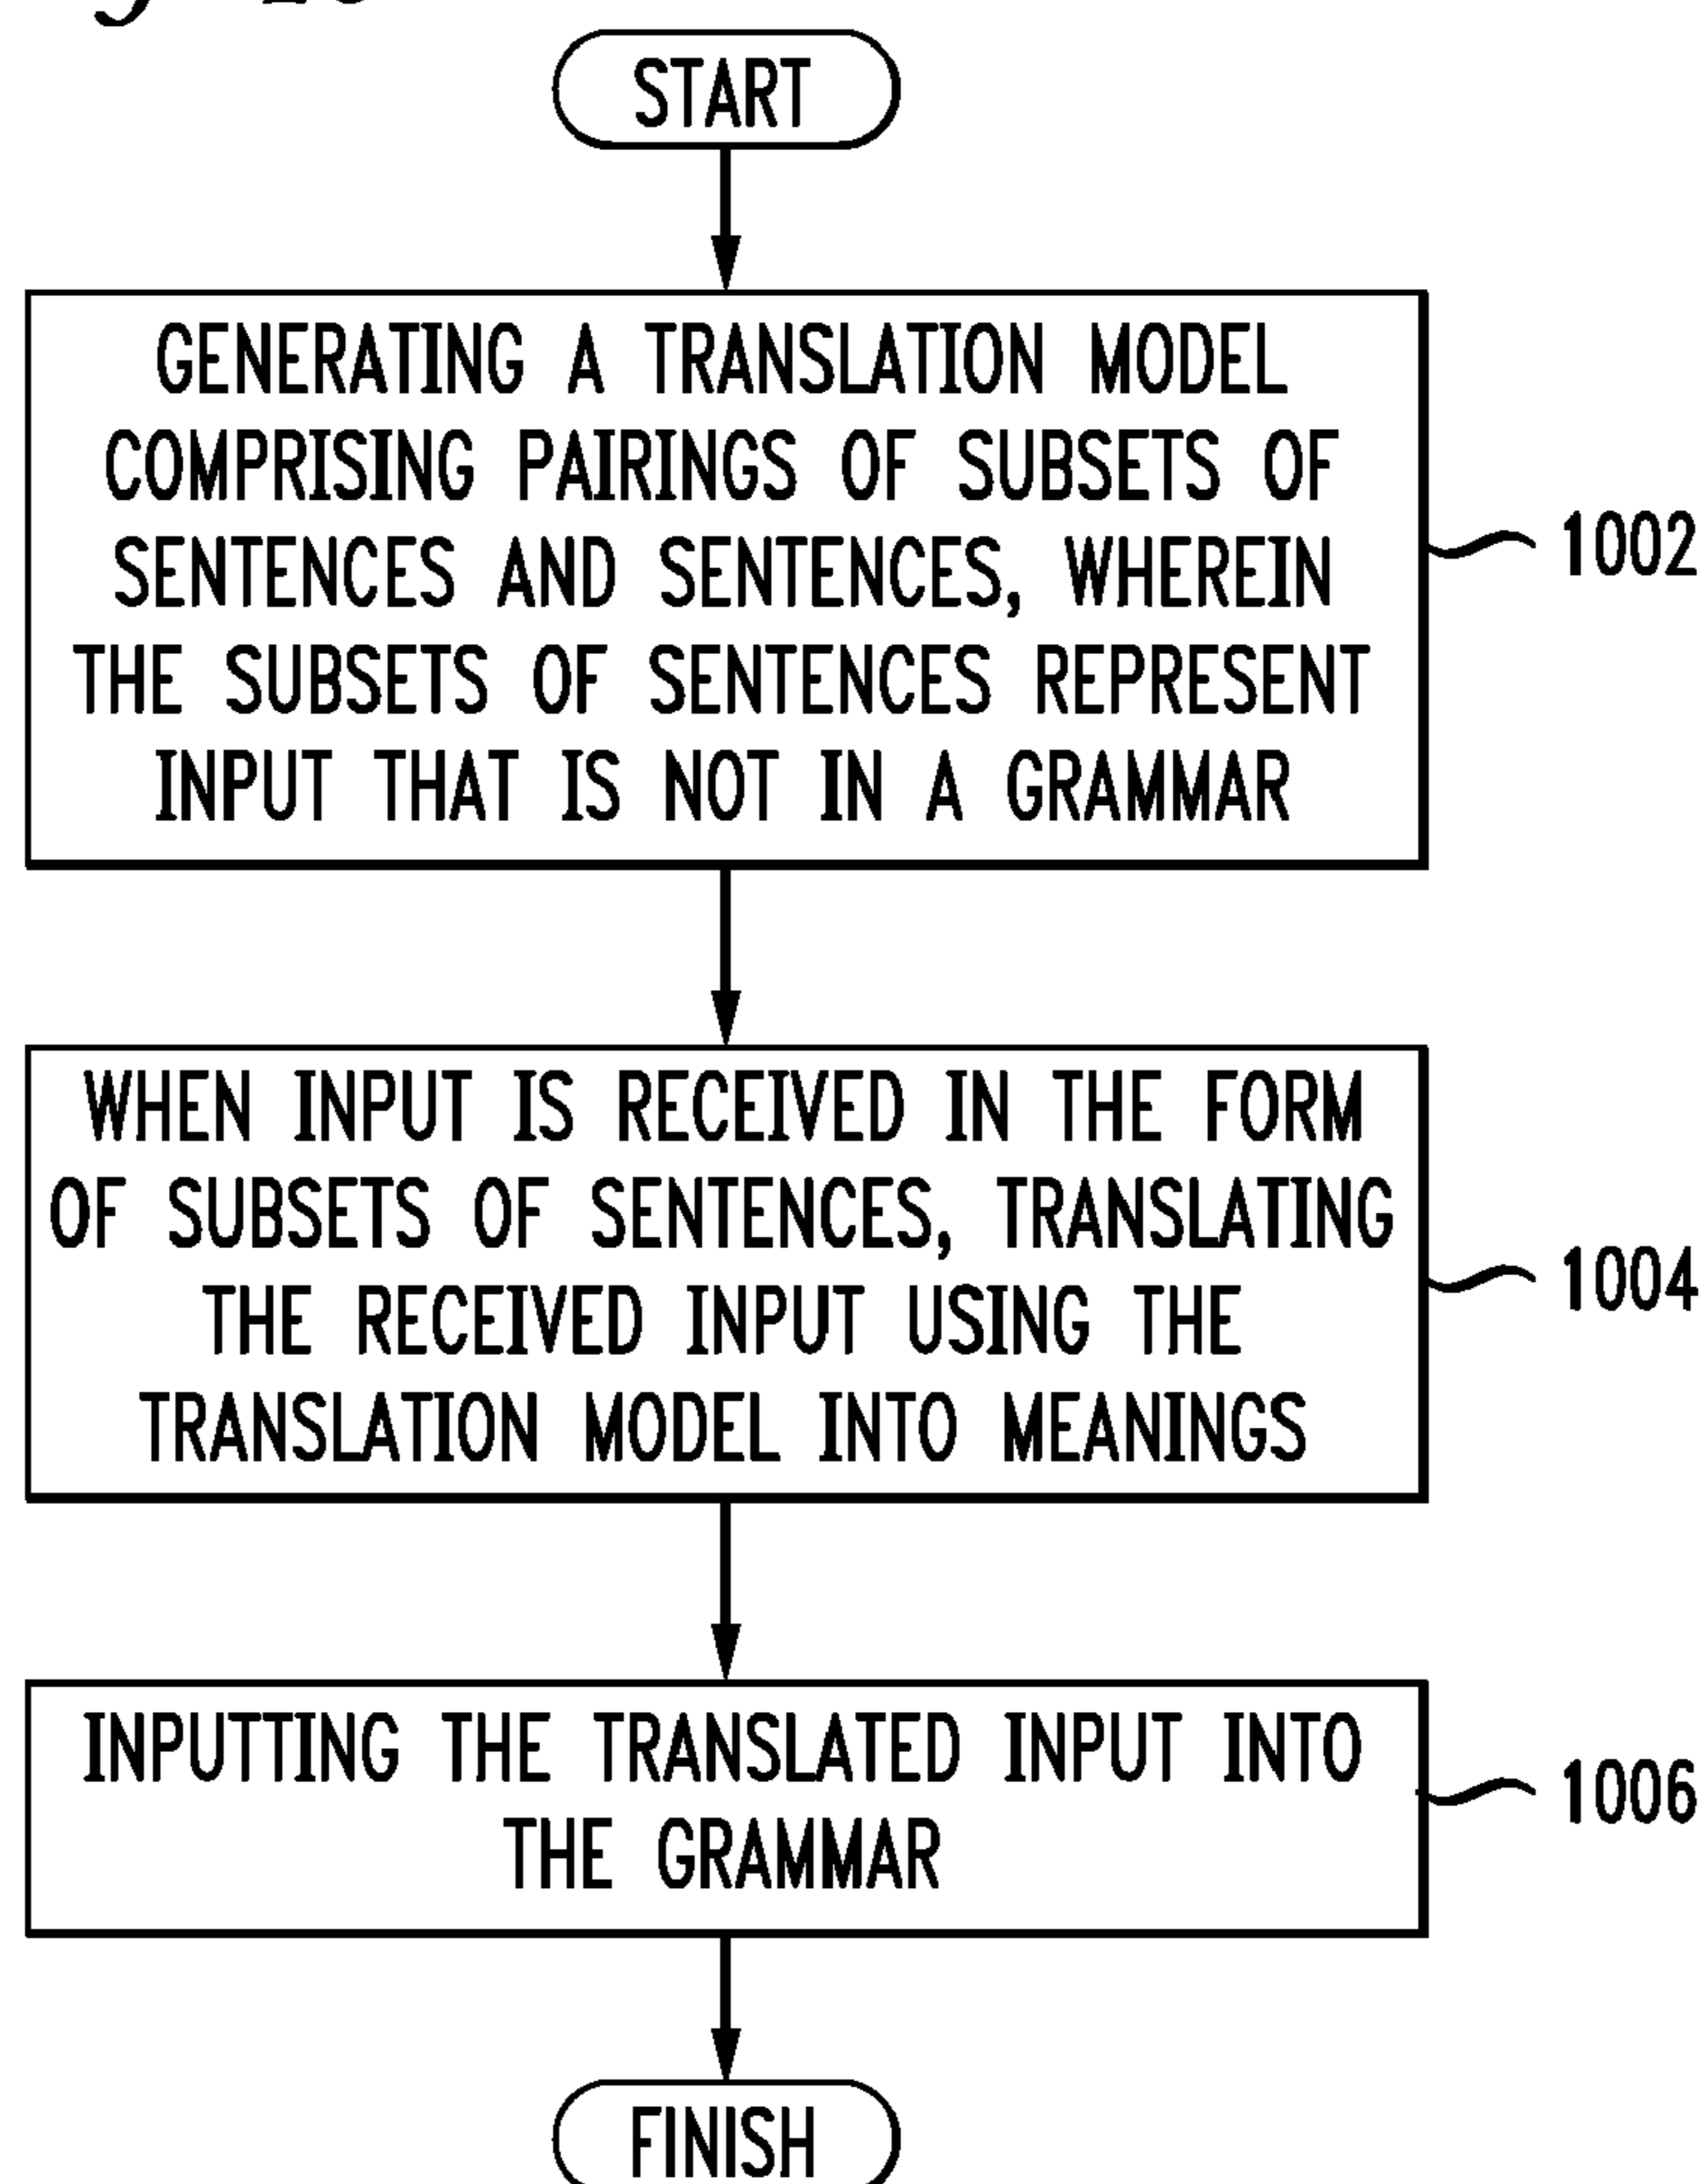 START
GENERATING A TRANSLATION MODEL
COMPRISING PAIRINGS OF SUBSETS OF
SENTENCES AND SENTENCES, WHEREIN
THE SUBSETS OF SENTENCES REPRESENT
INPUT THAT IS NOT IN A GRAMMAR
1002
WHEN INPUT IS RECEIVED IN THE FORM
OF SUBSETS OF SENTENCES, TRANSLATING
THE RECEIVED INPUT USING THE
TRANSLATION MODEL INTO MEANINGS
1004
INPUTTING THE TRANSLATED INPUT INTO
THE GRAMMAR
1006
FINISH